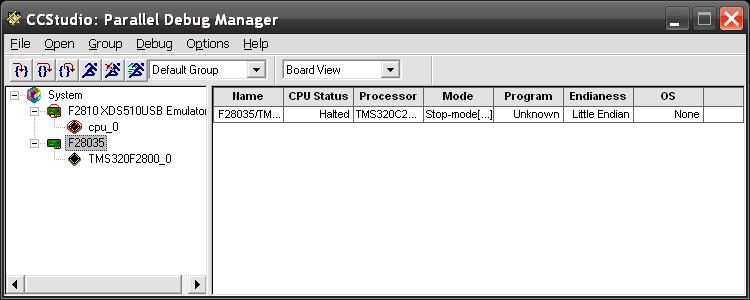 CCStudio: Parallel Debug Manager
File Open Group Debug Options Help
Default Group Board View
System
F2810 XDS510USB Emulator
cpu_0
F28035
TMS320F2800_0
Name CPU Status Processor Mode Program Endianess OS
F28035/TM... Halted TMS320C2... Stop-mode[...] Unknown Little Endian None